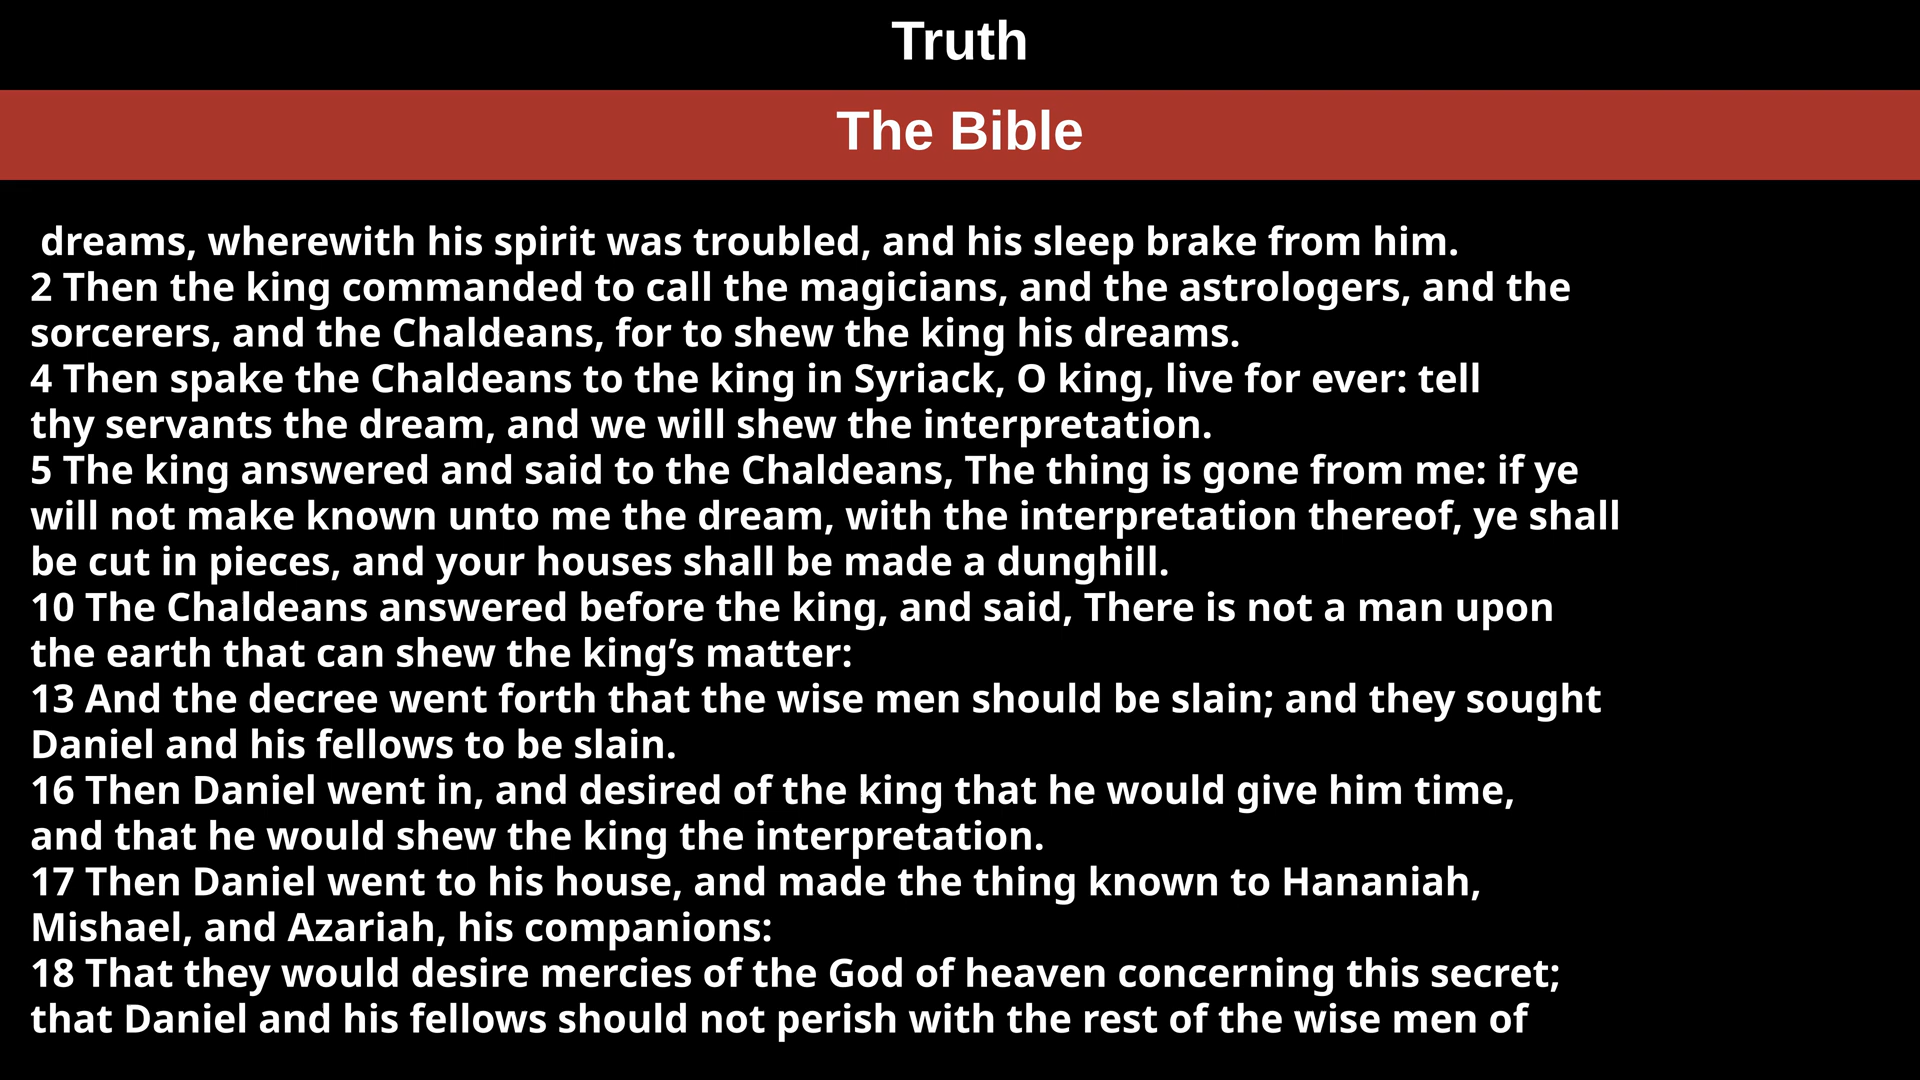 Truth
The Bible
dreams, wherewith his spirit was troubled, and his sleep brake from him.
2 Then the king commanded to call the magicians, and the astrologers, and the
sorcerers, and the Chaldeans, for to shew the king his dreams.
4 Then spake the Chaldeans to the king in Syriack, O king, live for ever: tell
thy servants the dream, and we will shew the interpretation.
5 The king answered and said to the Chaldeans, The thing is gone from me: if ye
will not make known unto me the dream, with the interpretation thereof, ye shall
be cut in pieces, and your houses shall be made a dunghill.
10 The Chaldeans answered before the king, and said, There is not a man upon
the earth that can shew the king’s matter:
13 And the decree went forth that the wise men should be slain; and they sought
Daniel and his fellows to be slain.
16 Then Daniel went in, and desired of the king that he would give him time,
and that he would shew the king the interpretation.
17 Then Daniel went to his house, and made the thing known to Hananiah,
Mishael, and Azariah, his companions:
18 That they would desire mercies of the God of heaven concerning this secret;
that Daniel and his fellows should not perish with the rest of the wise men of